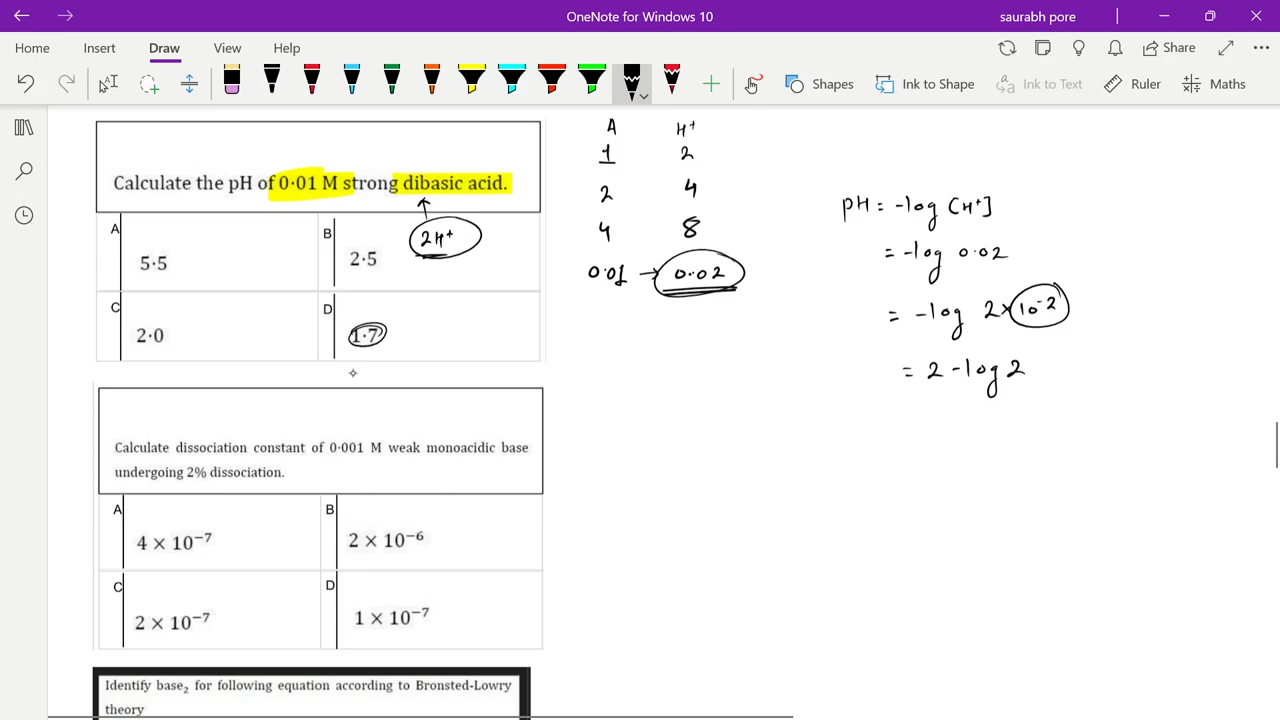 OneNote for Windows 10
saurabh pore
Home Insert Draw View Help
Share
Shapes Ink to Shape Ink to Text Ruler Maths
Calculate the pH of 0·01 M strong dibasic acid.
2H+
A 5·5
B 2·5
C 2·0
D 1·7
A H+
1 2
2 4
4 8
0.01 → 0.02
pH = -log [H+]
= -log 0.02
= -log 2×10-2
= 2 -log 2
Calculate dissociation constant of 0·001 M weak monoacidic base
undergoing 2% dissociation.
A 4 × 10⁻⁷
B 2 × 10⁻⁶
C 2 × 10⁻⁷
D 1 × 10⁻⁷
Identify base₂ for following equation according to Bronsted-Lowry
theory